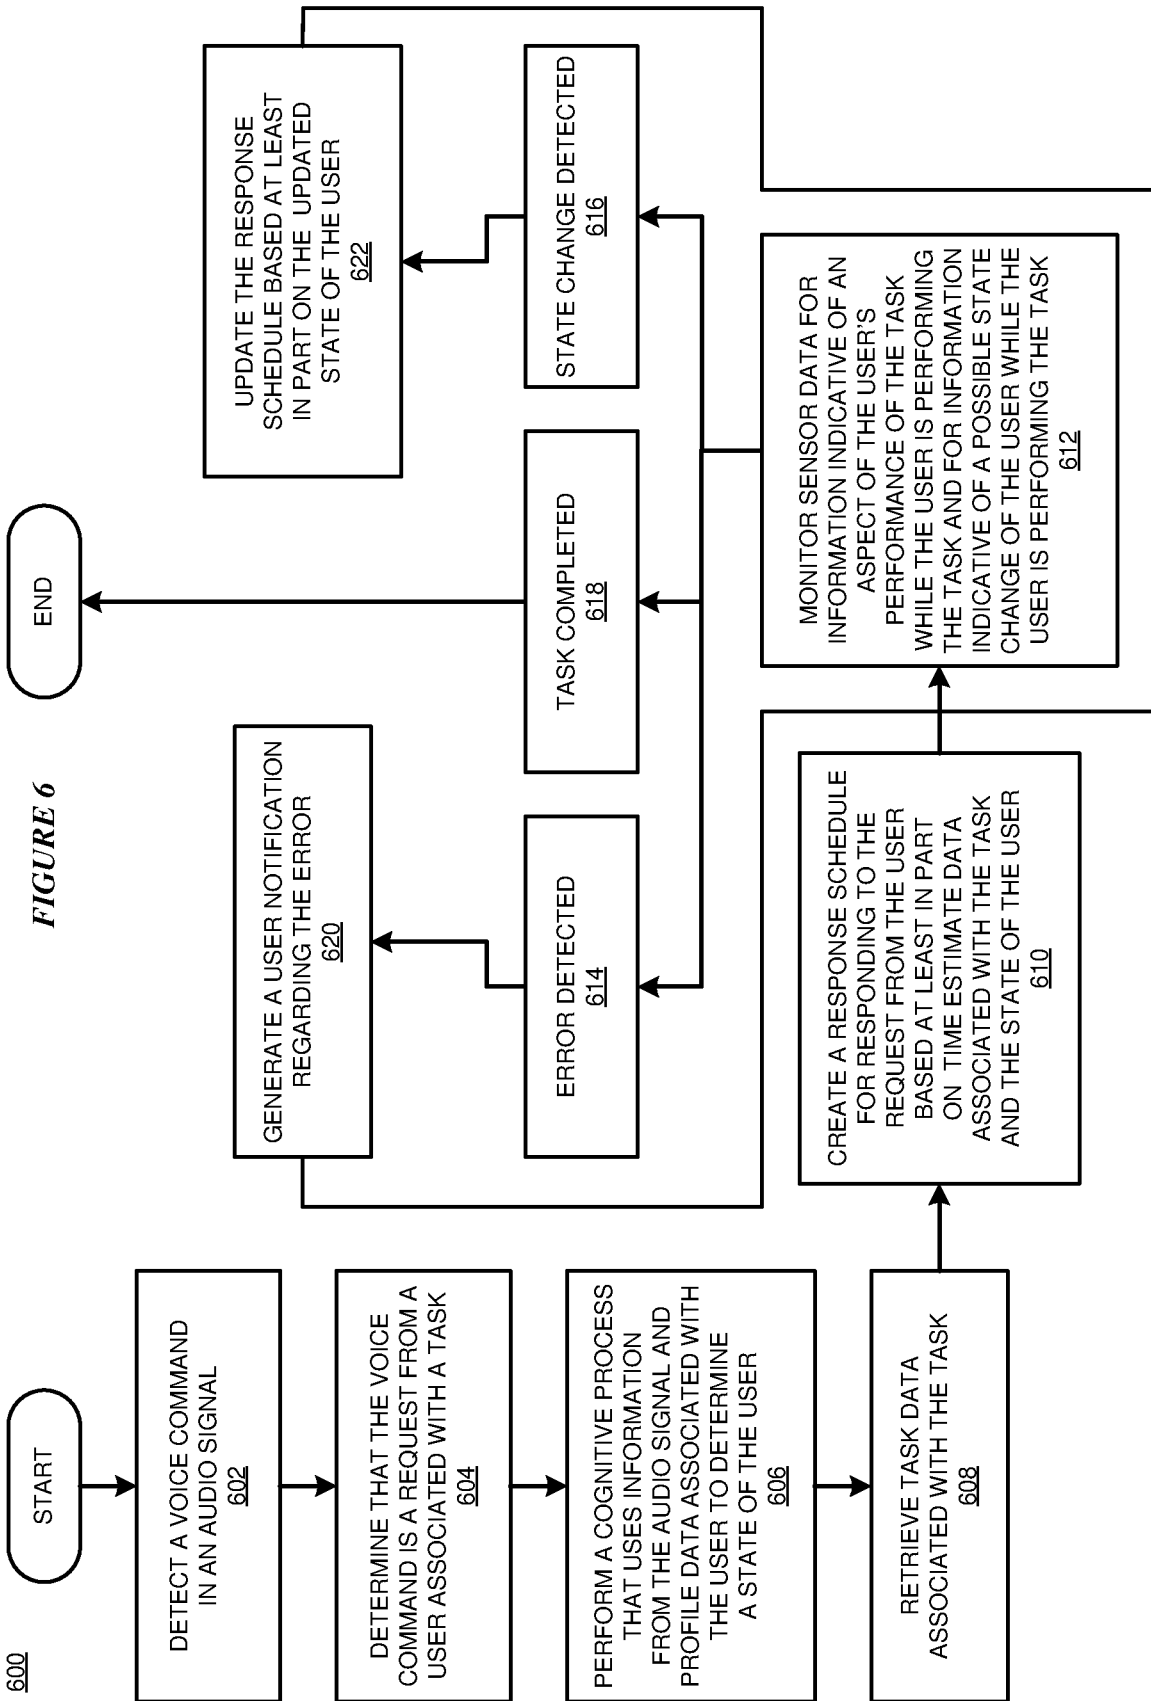 600
FIGURE 6
START
DETECT A VOICE COMMAND
IN AN AUDIO SIGNAL
602
DETERMINE THAT THE VOICE
COMMAND IS A REQUEST FROM A
USER ASSOCIATED WITH A TASK
604
PERFORM A COGNITIVE PROCESS
THAT USES INFORMATION
FROM THE AUDIO SIGNAL AND
PROFILE DATA ASSOCIATED WITH
THE USER TO DETERMINE
A STATE OF THE USER
606
RETRIEVE TASK DATA
ASSOCIATED WITH THE TASK
608
CREATE A RESPONSE SCHEDULE
FOR RESPONDING TO THE
REQUEST FROM THE USER
BASED AT LEAST IN PART
ON TIME ESTIMATE DATA
ASSOCIATED WITH THE TASK
AND THE STATE OF THE USER
610
MONITOR SENSOR DATA FOR
INFORMATION INDICATIVE OF AN
ASPECT OF THE USER'S
PERFORMANCE OF THE TASK
WHILE THE USER IS PERFORMING
THE TASK AND FOR INFORMATION
INDICATIVE OF A POSSIBLE STATE
CHANGE OF THE USER WHILE THE
USER IS PERFORMING THE TASK
612
ERROR DETECTED
614
GENERATE A USER NOTIFICATION
REGARDING THE ERROR
620
TASK COMPLETED
618
END
STATE CHANGE DETECTED
616
UPDATE THE RESPONSE
SCHEDULE BASED AT LEAST
IN PART ON THE UPDATED
STATE OF THE USER
622